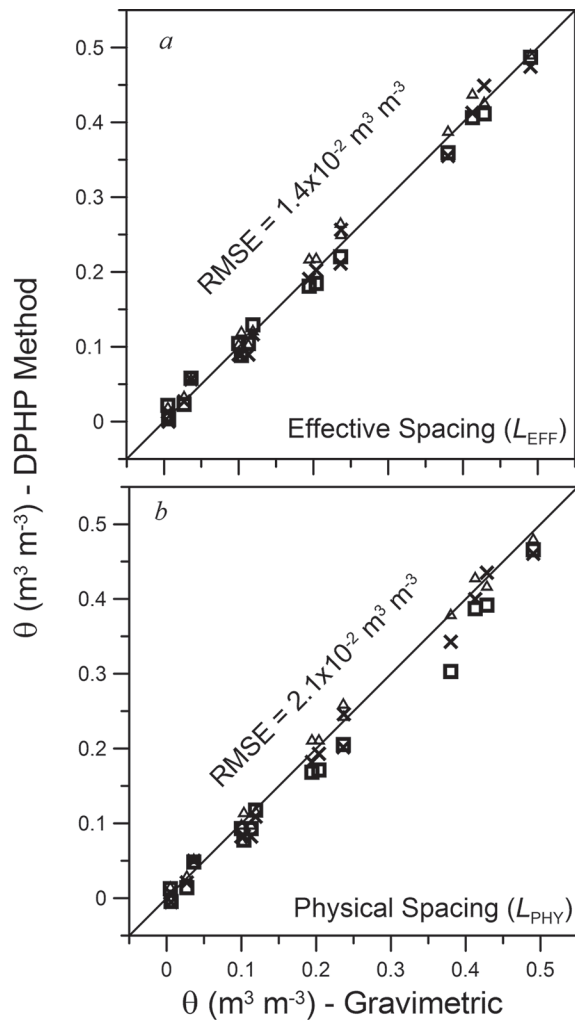 a
0.5
0.4
0.3
0.2
0.1
0
RMSE = 1.4x10⁻² m³ m⁻³
Effective Spacing (L_EFF)
θ (m³ m⁻³) - DPHP Method
b
0.5
0.4
0.3
0.2
0.1
0
RMSE = 2.1x10⁻² m³ m⁻³
Physical Spacing (L_PHY)
0 0.1 0.2 0.3 0.4 0.5
θ (m³ m⁻³) - Gravimetric